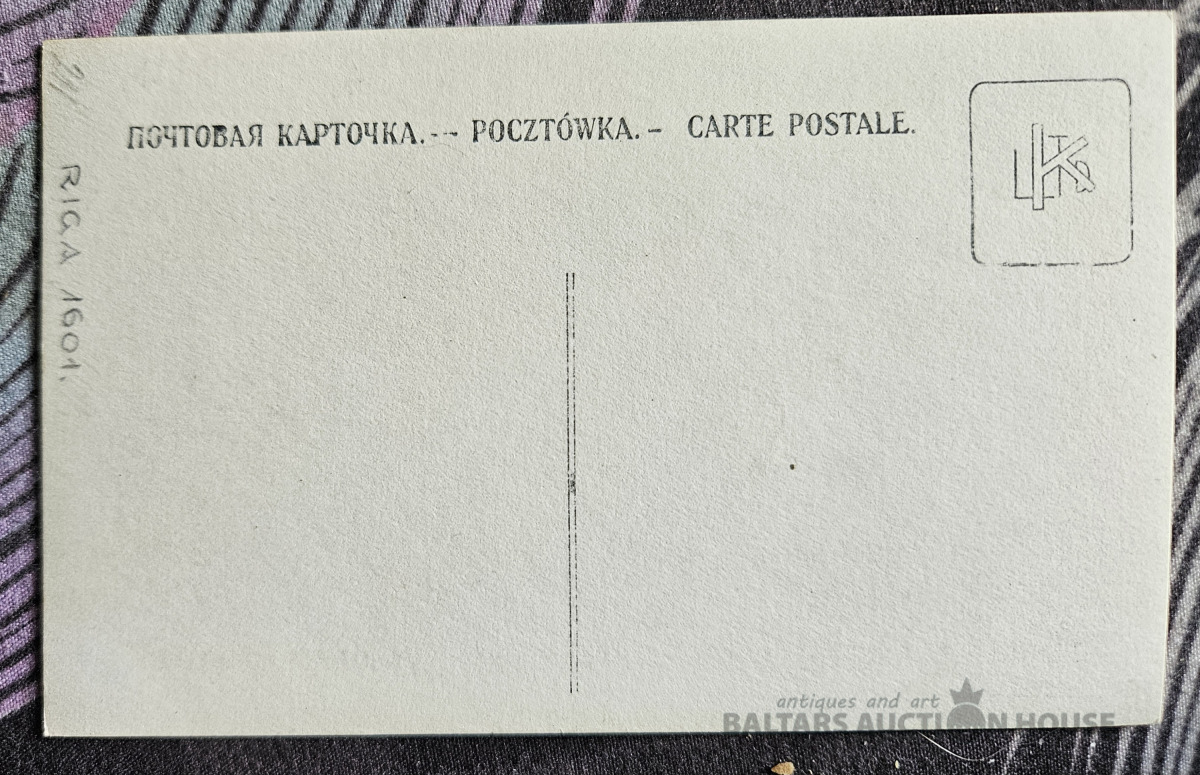 ПОЧТОВАЯ КАРТОЧКА. -- POCZTÓWKA. – CARTE POSTALE.
RIGA 1601.
antiques and art
BALTARS AUCTION HOUSE